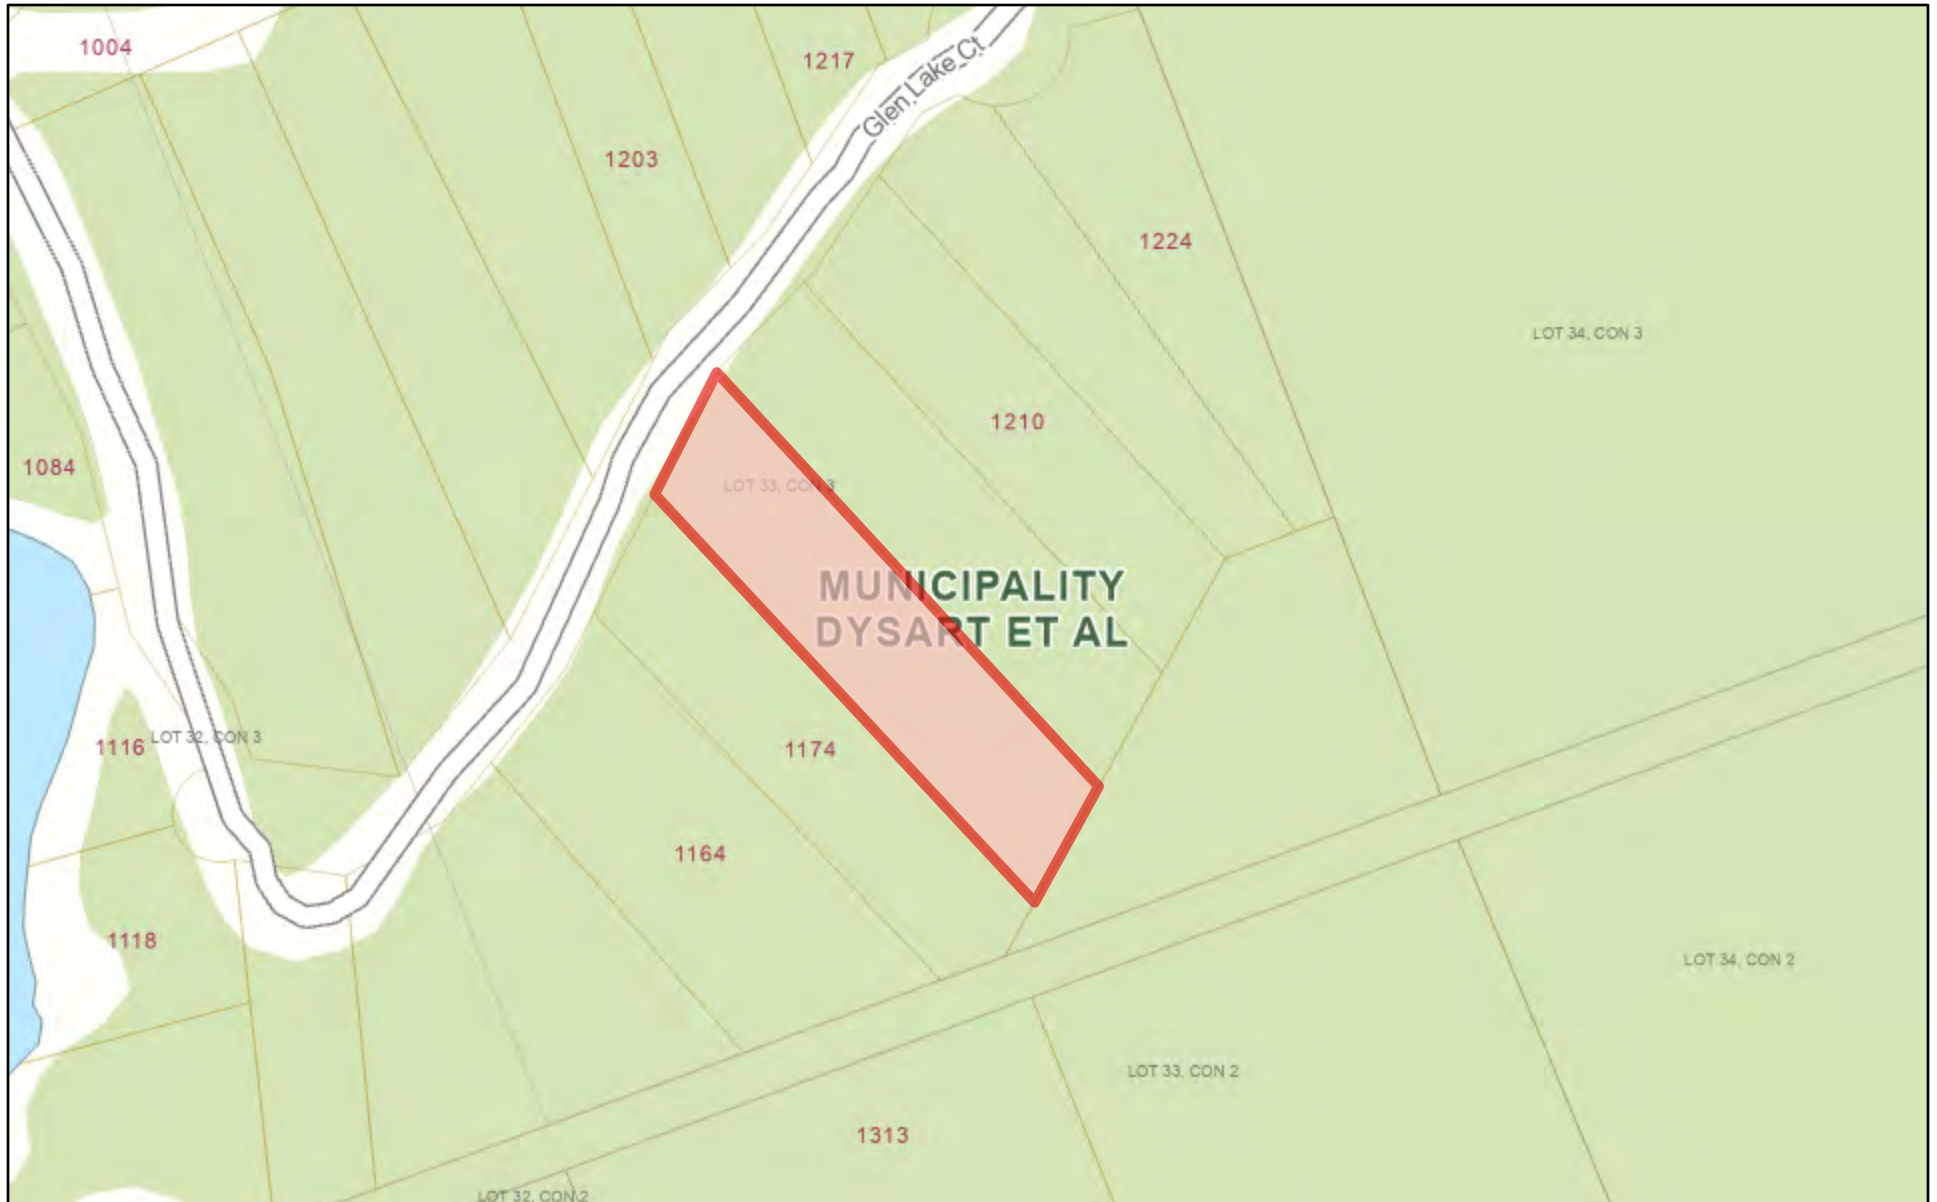 1004
1217
Glen Lake Ct
1203
1224
LOT 34, CON 3
1210
1084
LOT 33, CON 3
MUNICIPALITY
DYSART ET AL
1116
LOT 32, CON 3
1174
1164
1118
LOT 34, CON 2
LOT 33, CON 2
1313
LOT 32, CON 2